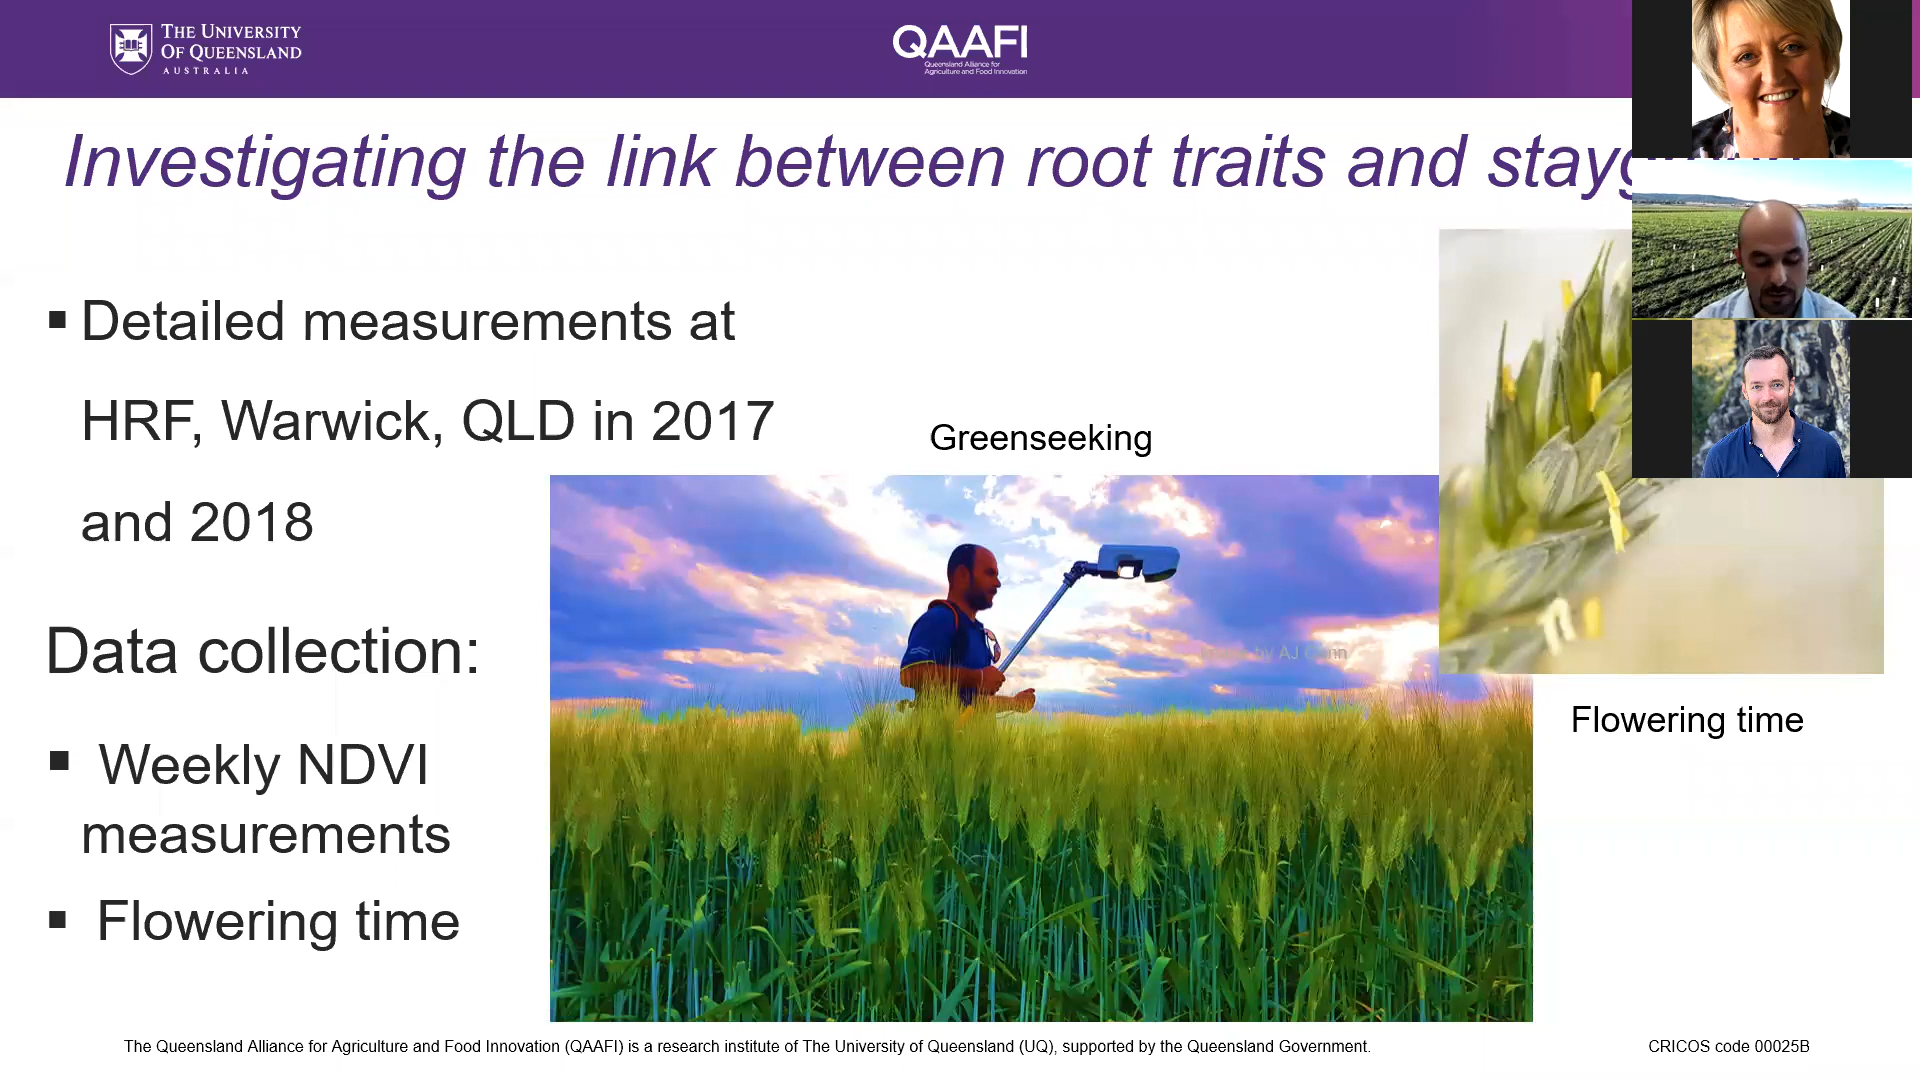 THE UNIVERSITY
OF QUEENSLAND
AUSTRALIA
QAAFI
Queensland Alliance for
Agriculture and Food Innovation
Investigating the link between root traits and
▪ Detailed measurements at
HRF, Warwick, QLD in 2017
and 2018
Greenseeking
Data collection:
by AJ
Flowering time
▪ Weekly NDVI
measurements
▪ Flowering time
The Queensland Alliance for Agriculture and Food Innovation (QAAFI) is a research institute of The University of Queensland (UQ), supported by the Queensland Government.
CRICOS code 00025B